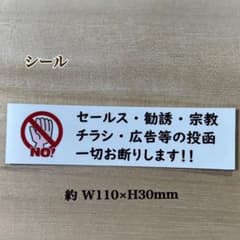 シール
セールス・勧誘・宗教
チラシ・広告等の投函
一切お断りします!!
NO!
約 W110×H30mm